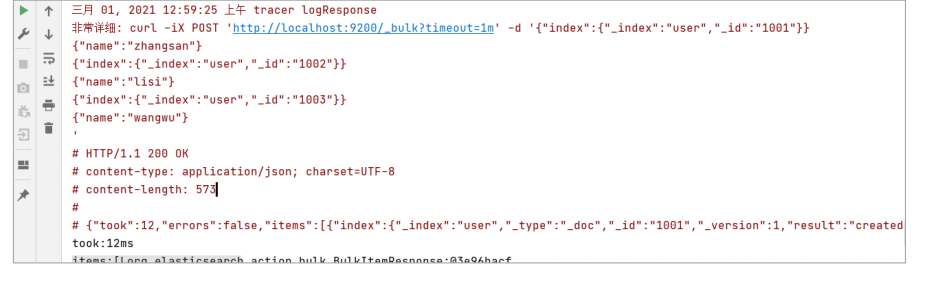 三月 01, 2021 12:59:25 上午 tracer logResponse
非常详细: curl -iX POST 'http://localhost:9200/_bulk?timeout=1m' -d '{"index":{"_index":"user","_id":"1001"}}
{"name":"zhangsan"}
{"index":{"_index":"user","_id":"1002"}}
{"name":"lisi"}
{"index":{"_index":"user","_id":"1003"}}
{"name":"wangwu"}
'
# HTTP/1.1 200 OK
# content-type: application/json; charset=UTF-8
# content-length: 573
#
# {"took":12,"errors":false,"items":[{"index":{"_index":"user","_type":"_doc","_id":"1001","_version":1,"result":"created
took:12ms
items:[Lorg.elasticsearch.action.bulk.BulkItemResponse;@3e96bacf